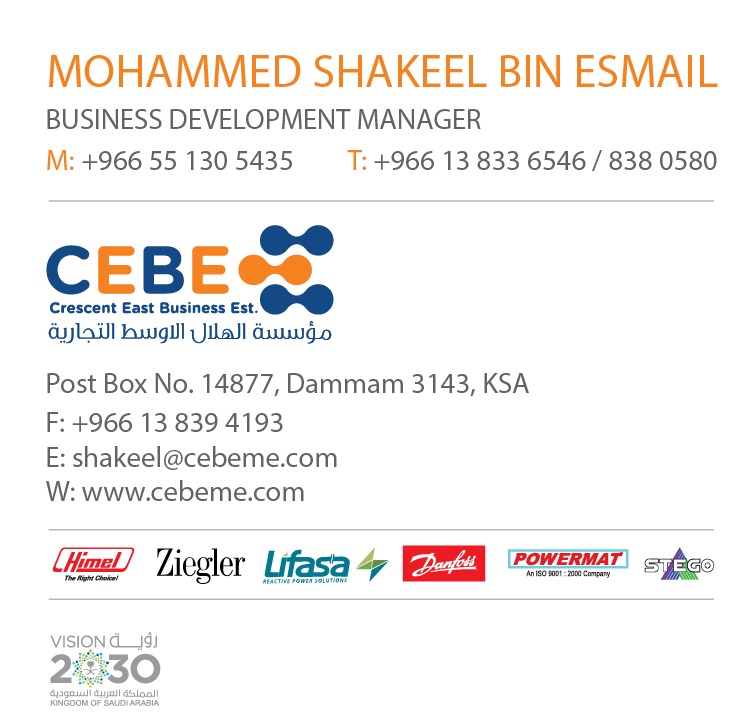 MOHAMMED SHAKEEL BIN ESMAIL
BUSINESS DEVELOPMENT MANAGER
M: +966 55 130 5435 T: +966 13 833 6546 / 838 0580
CEBE
Crescent East Business Est.
مؤسسة الهلال الاوسط التجارية
Post Box No. 14877, Dammam 3143, KSA
F: +966 13 839 4193
E: shakeel@cebeme.com
W: www.cebeme.com
Himel Ziegler Lifasa Danfoss POWERMAT STEGO
The Right Choice! REACTIVE POWER SOLUTIONS An ISO 9001 : 2000 Company
VISION رؤيــة
2030
المملكة العربية السعودية
KINGDOM OF SAUDI ARABIA